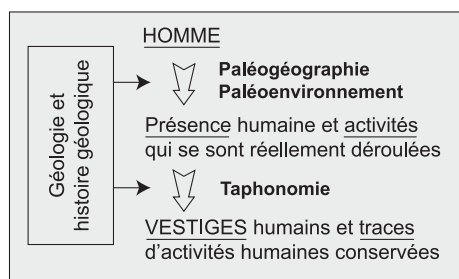 HOMME
Géologie et
histoire géologique
Paléogéographie
Paléoenvironnement
Présence humaine et activités
qui se sont réellement déroulées
Taphonomie
VESTIGES humains et traces
d'activités humaines conservées